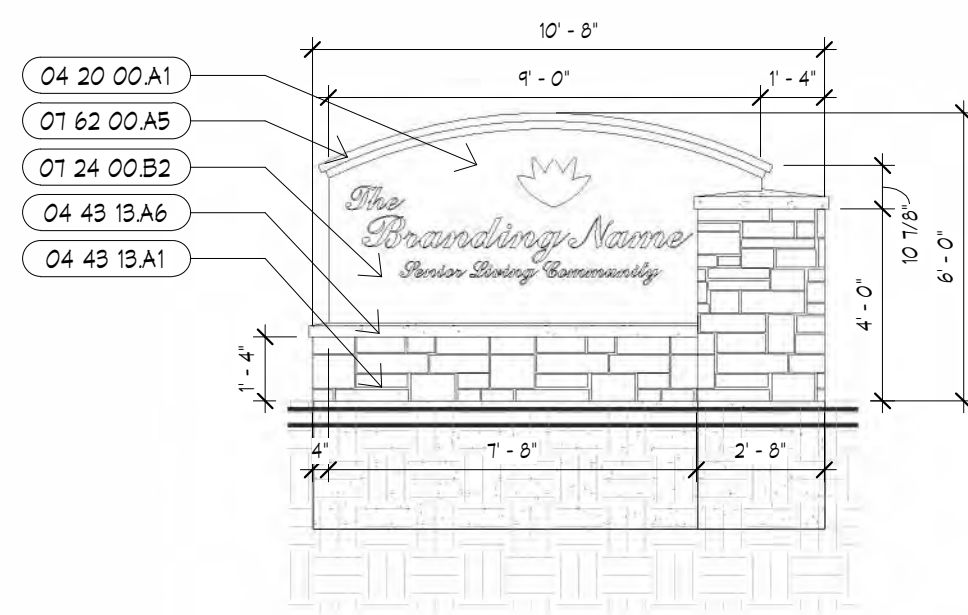 10' - 8"
9' - 0"
1' - 4"
04 20 00.A1
07 62 00.A5
07 24 00.B2
04 43 13.A6
04 43 13.A1
The
Branding Name
Senior Living Community
10 7/8"
6' - 0"
4' - 0"
1' - 4"
4"
7' - 8"
2' - 8"